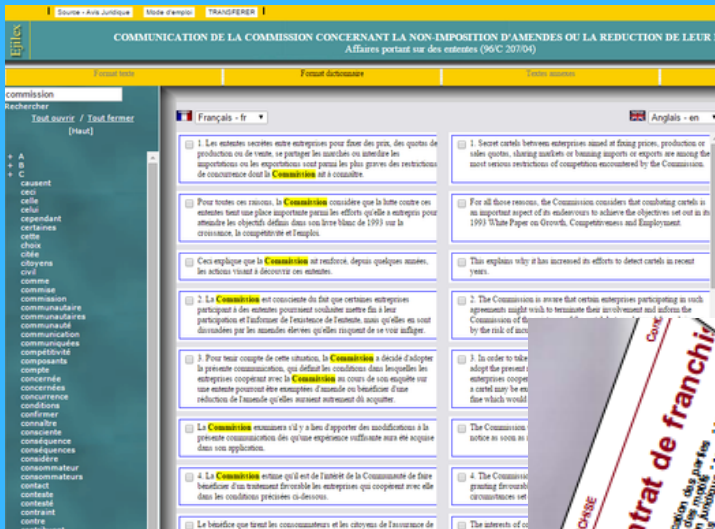 Source - Avis Juridique
Mode d'emploi
TRANSFERER
Ejilex
COMMUNICATION DE LA COMMISSION CONCERNANT LA NON-IMPOSITION D'AMENDES OU LA REDUCTION DE LEUR
Affaires portant sur des ententes (96/C 207/04)
Format texte
Format dictionnaire
Textes annexes
commission
Rechercher
Tout ouvrir / Tout fermer
[Haut]
+ A
+ B
+ C
causent
ceci
celle
celui
cependant
certaines
cette
choix
citée
citoyens
civil
comme
commise
commission
communautaire
communautaires
communauté
communication
communiquées
compétitivité
composants
compte
concernée
concernées
concurrence
conditions
confirmer
connaître
consciente
conséquence
conséquences
considère
consommateur
consommateurs
contact
conteste
contesté
contraint
contre
Français - fr
1. Les ententes secrètes entre entreprises pour fixer des prix, des quotas de
production ou de vente, se partager les marchés ou interdire les
importations ou les exportations sont parmi les plus graves des restrictions
de concurrence dont la Commission ait à connaître.
Pour toutes ces raisons, la Commission considère que la lutte contre ces
ententes tient une place importante parmi les efforts qu'elle a entrepris pour
atteindre les objectifs définis dans son livre blanc de 1993 sur la
croissance, la compétitivité et l'emploi.
Ceci explique que la Commission ait renforcé, depuis quelques années,
les actions visant à découvrir ces ententes.
2. La Commission est consciente du fait que certaines entreprises
participant à des ententes pourraient souhaiter mettre fin à leur
participation et l'informer de l'existence de l'entente, mais qu'elles en sont
dissuadées par les amendes élevées qu'elles risquent de se voir infliger.
3. Pour tenir compte de cette situation, la Commission a décidé d'adopter
la présente communication, qui définit les conditions dans lesquelles les
entreprises coopérant avec la Commission au cours de son enquête sur
une entente pourront être exemptées d'amende ou bénéficier d'une
réduction de l'amende qu'elles auraient autrement dû acquitter.
La Commission examinera s'il y a lieu d'apporter des modifications à la
présente communication dès qu'une expérience suffisante aura été acquise
dans son application.
4. La Commission estime qu'il est de l'intérêt de la Communauté de faire
bénéficier d'un traitement favorable les entreprises qui coopèrent avec elle
dans les conditions précisées ci-dessous.
Le bénéfice que tirent les consommateurs et les citoyens de l'assurance de
Anglais - en
1. Secret cartels between enterprises aimed at fixing prices, production or
sales quotas, sharing markets or banning imports or exports are among the
most serious restrictions of competition encountered by the Commission.
For all those reasons, the Commission considers that combating cartels is
an important aspect of its endeavours to achieve the objectives set out in its
1993 White Paper on Growth, Competitiveness and Employment.
This explains why it has increased its efforts to detect cartels in recent
years.
2. The Commission is aware that certain enterprises participating in such
agreements might wish to terminate their involvement and inform the
Commission of
by the risk of
3. In order to take
adopt the present
enterprises
a cartel may be
fine which would
The Commission
notice as soon as
4. The Commission
granting
circumstances set
The interests of
trat de franchis